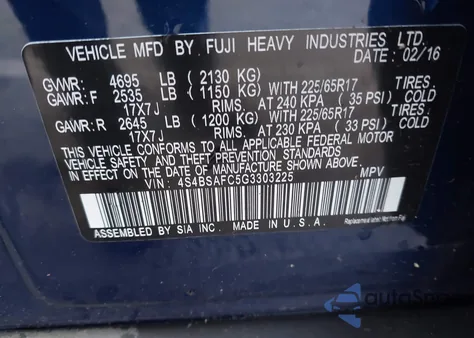 VEHICLE MFD BY FUJI HEAVY INDUSTRIES LTD.
DATE: 02/16
GVWR: 4695 LB (2130 KG)
GAWR: F 2535 LB (1150 KG) WITH 225/65R17 TIRES
17X7J RIMS, AT 240 KPA (35 PSI) COLD
GAWR: R 2645 LB (1200 KG) WITH 225/65R17 TIRES
17X7J RIMS, AT 230 KPA (33 PSI)
THIS VEHICLE CONFORMS TO ALL APPLICABLE FEDERAL MOTOR
VEHICLE SAFETY AND THEFT PREVENTION STANDARDS
IN EFFECT ON THE DATE OF MANUFACTURE SHOWN ABOVE.
VIN: 4S4BSAFC5G3303225 MPV
ASSEMBLED BY SIA INC. MADE IN U.S.A.
autoSpo